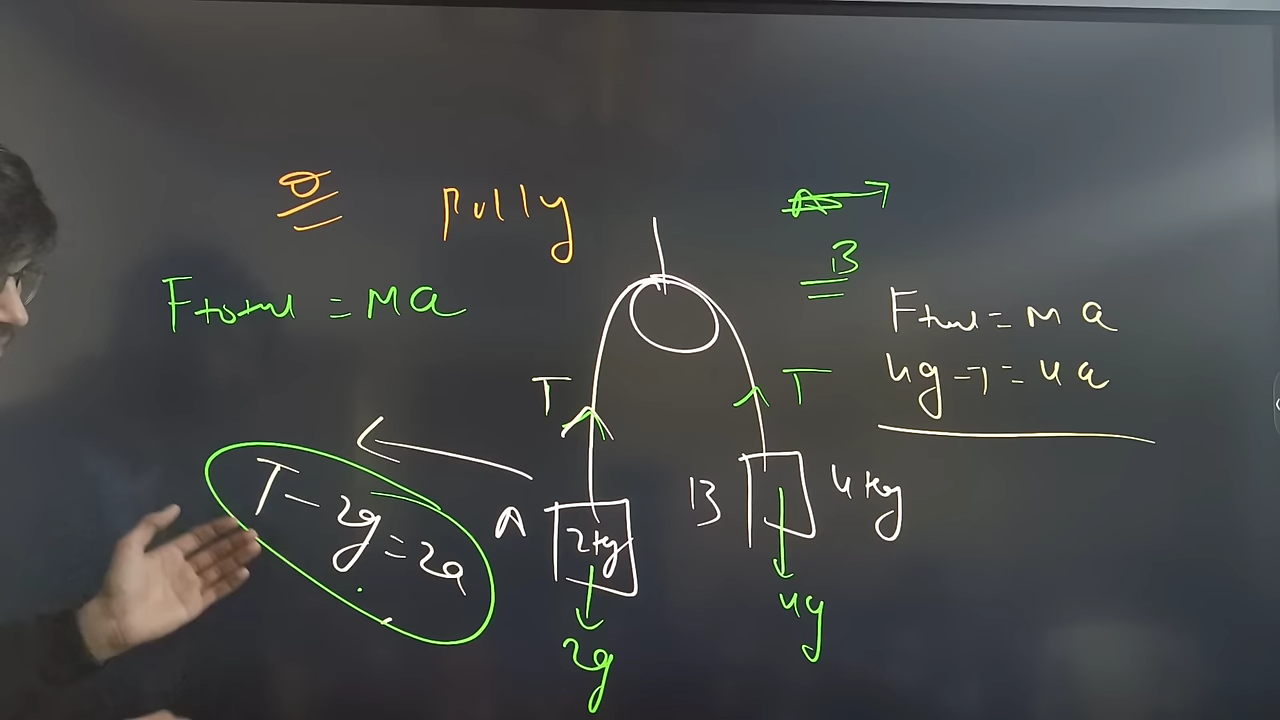 Pully
B
Ftotal = Ma
Ftotal = M a
4g - T = 4a
T
T
T - 2g = 2a
A
2kg
B
4kg
2g
4g